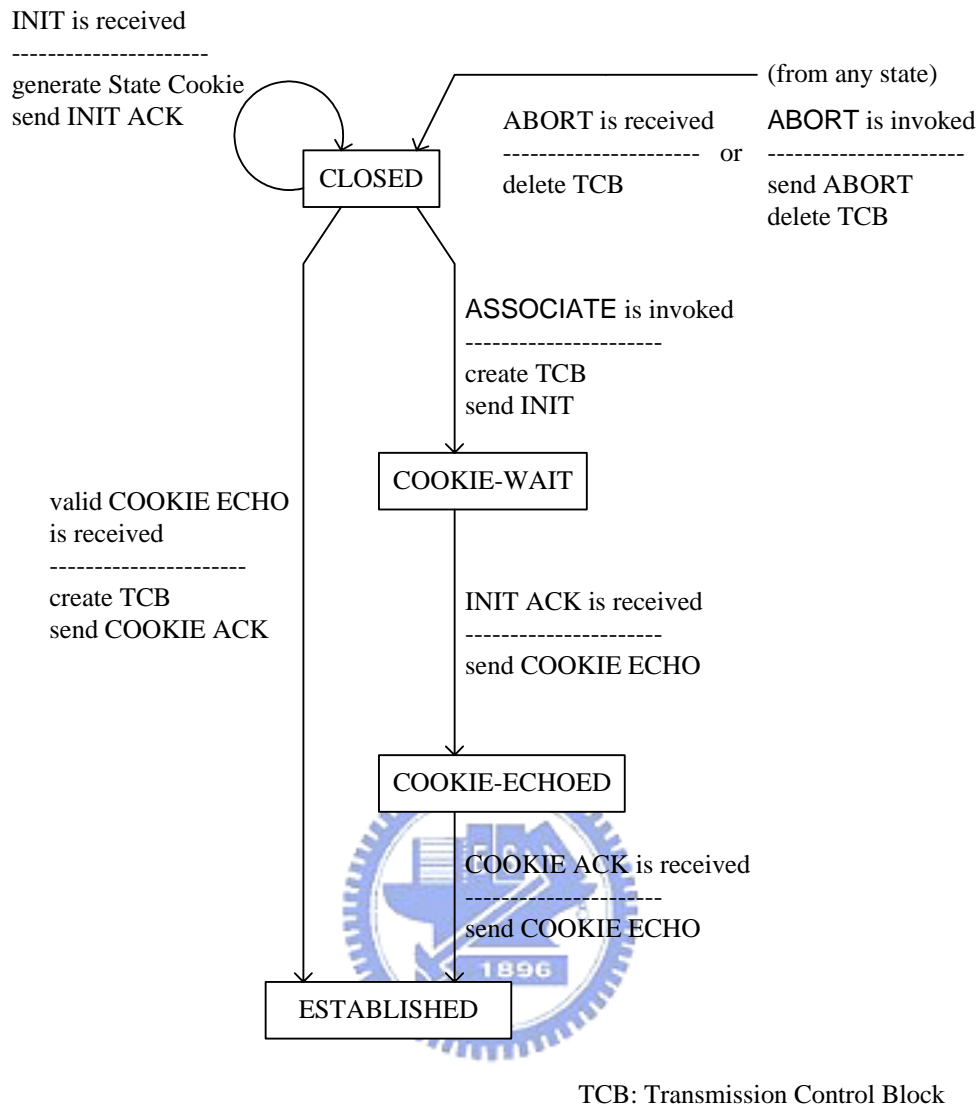 INIT is received
----------------------
generate State Cookie
send INIT ACK
(from any state)
ABORT is received
---------------------- or
delete TCB
ABORT is invoked
----------------------
send ABORT
delete TCB
CLOSED
ASSOCIATE is invoked
----------------------
create TCB
send INIT
COOKIE-WAIT
valid COOKIE ECHO
is received
----------------------
create TCB
send COOKIE ACK
INIT ACK is received
----------------------
send COOKIE ECHO
COOKIE-ECHOED
COOKIE ACK is received
----------------------
send COOKIE ECHO
1896
ESTABLISHED
TCB: Transmission Control Block